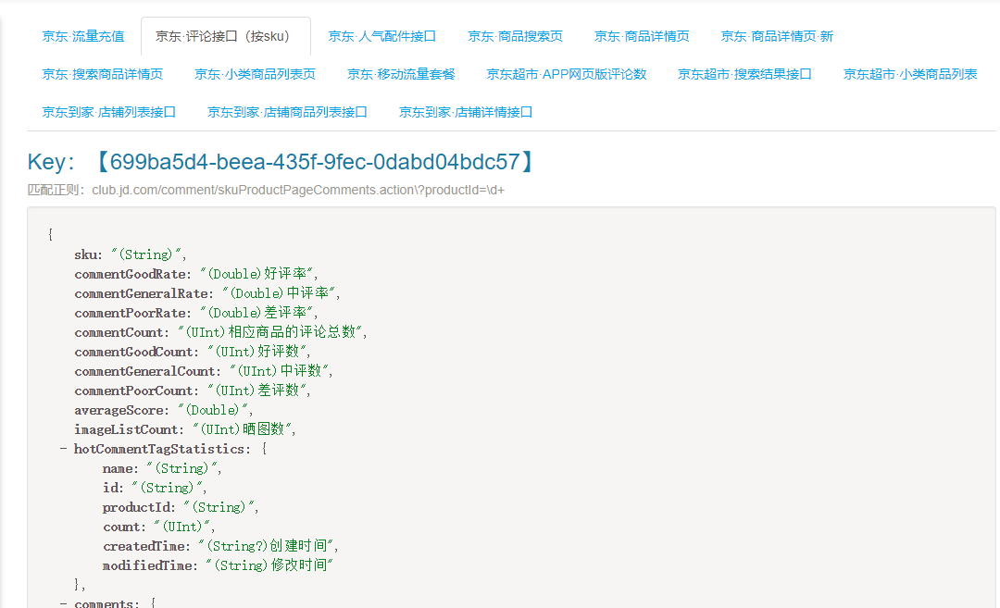 京东·流量充值 京东·评论接口（按sku） 京东·人气配件接口 京东·商品搜索页 京东·商品详情页 京东·商品详情页·新
京东·搜索商品详情页 京东·小类商品列表页 京东·移动流量套餐 京东超市·APP网页版评论数 京东超市·搜索结果接口 京东超市·小类商品列表
京东到家·店铺列表接口 京东到家·店铺商品列表接口 京东到家·店铺详情接口
Key：【699ba5d4-beea-435f-9fec-0dabd04bdc57】
匹配正则：club.jd.com/comment/skuProductPageComments.action\?productId=\d+
{
sku: "(String)",
commentGoodRate: "(Double)好评率",
commentGeneralRate: "(Double)中评率",
commentPoorRate: "(Double)差评率",
commentCount: "(UInt)相应商品的评论总数",
commentGoodCount: "(UInt)好评数",
commentGeneralCount: "(UInt)中评数",
commentPoorCount: "(UInt)差评数",
averageScore: "(Double)",
imageListCount: "(UInt)晒图数",
- hotCommentTagStatistics: {
name: "(String)",
id: "(String)",
productId: "(String)",
count: "(UInt)",
createdTime: "(String?)创建时间",
modifiedTime: "(String)修改时间"
},
- comments: {